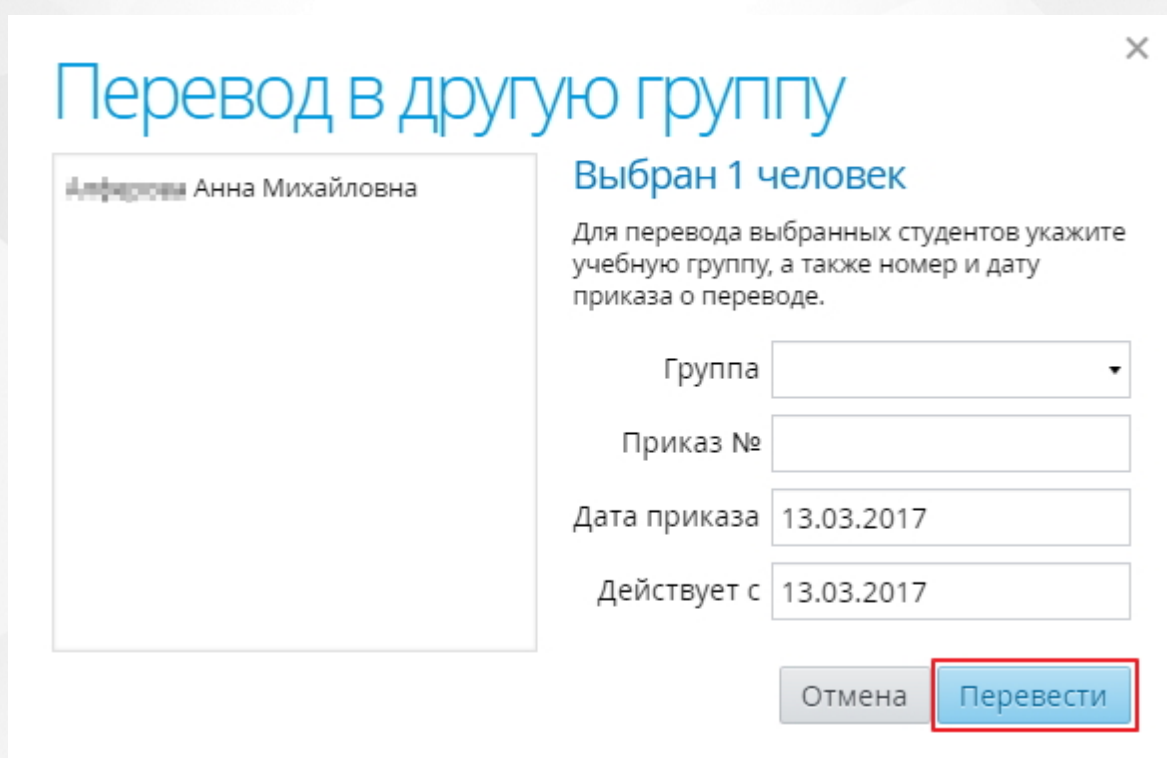 Перевод в другую группу
Анна Михайловна
Выбран 1 человек
Для перевода выбранных студентов укажите
учебную группу, а также номер и дату
приказа о переводе.
Группа
Приказ №
Дата приказа 13.03.2017
Действует с 13.03.2017
Отмена Перевести